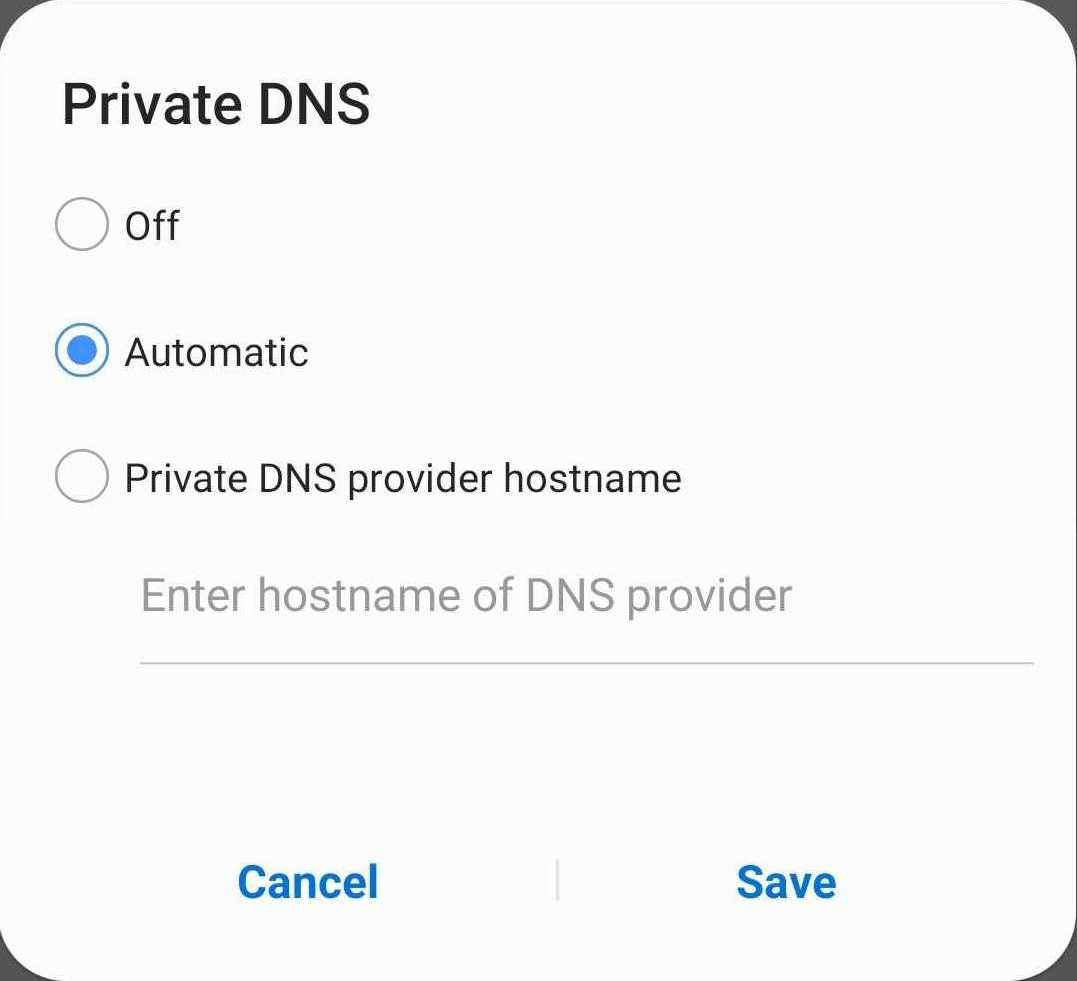 Private DNS
Off
Automatic
Private DNS provider hostname
Enter hostname of DNS provider
Cancel
Save